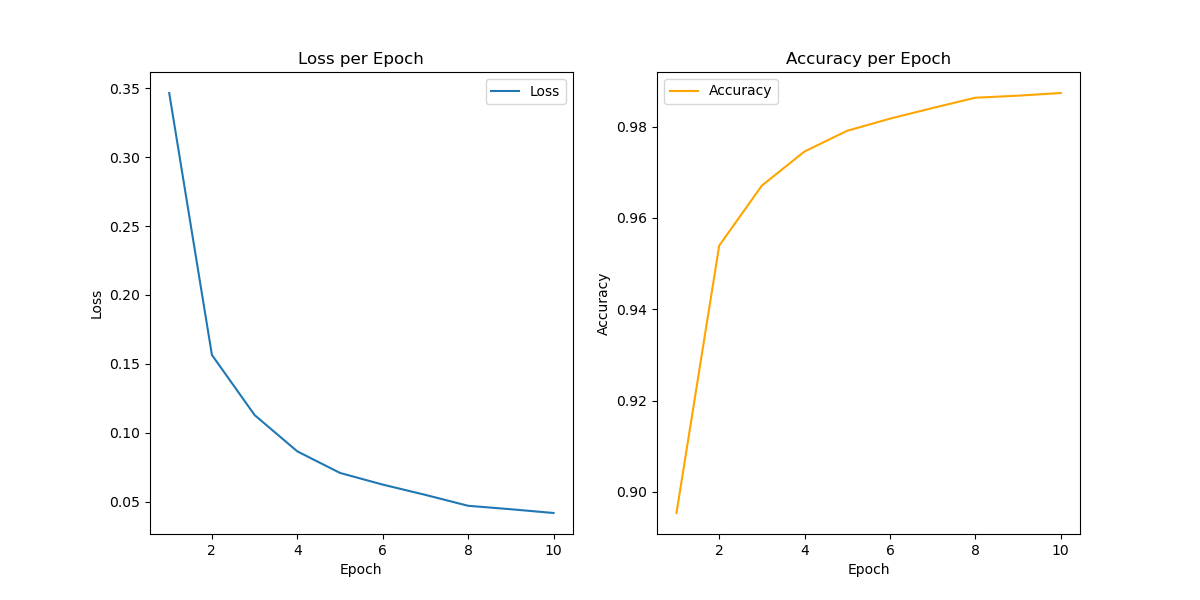 Loss per Epoch
Loss
0.35
0.30
0.25
0.20
0.15
0.10
0.05
Loss
2 4 6 8 10
Epoch
Accuracy per Epoch
Accuracy
0.98
0.96
0.94
0.92
0.90
Accuracy
2 4 6 8 10
Epoch